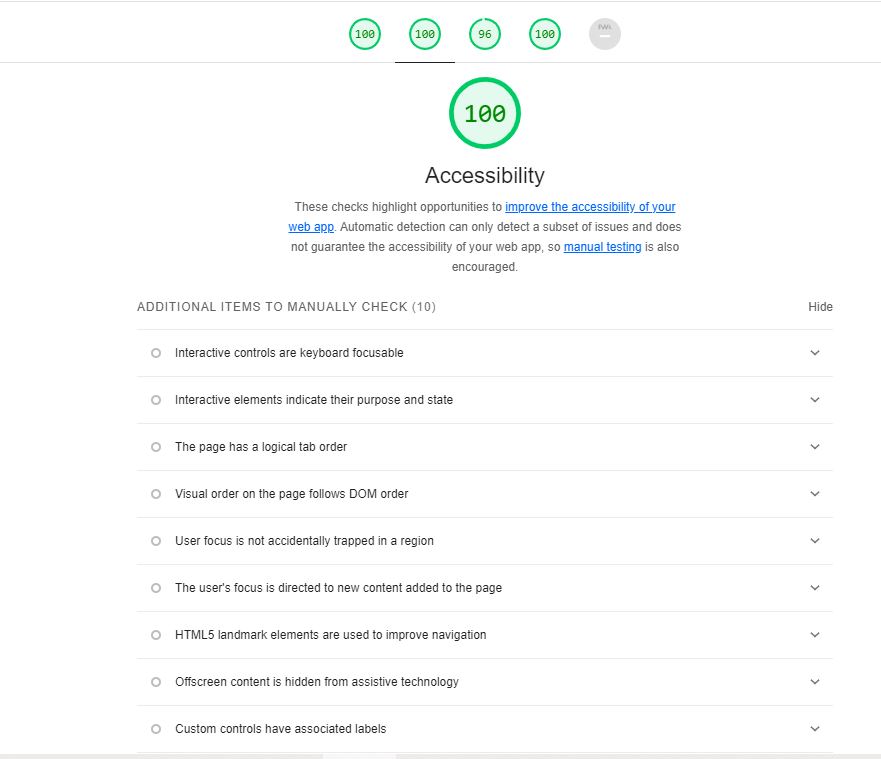 100 100 96 100 PWA
100
Accessibility
These checks highlight opportunities to improve the accessibility of your
web app. Automatic detection can only detect a subset of issues and does
not guarantee the accessibility of your web app, so manual testing is also
encouraged.
ADDITIONAL ITEMS TO MANUALLY CHECK (10) Hide
Interactive controls are keyboard focusable
Interactive elements indicate their purpose and state
The page has a logical tab order
Visual order on the page follows DOM order
User focus is not accidentally trapped in a region
The user's focus is directed to new content added to the page
HTML5 landmark elements are used to improve navigation
Offscreen content is hidden from assistive technology
Custom controls have associated labels